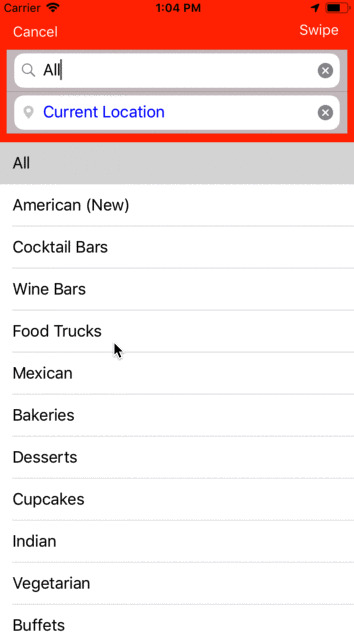 Carrier 1:04 PM
Cancel Swipe
All
Current Location
All
American (New)
Cocktail Bars
Wine Bars
Food Trucks
Mexican
Bakeries
Desserts
Cupcakes
Indian
Vegetarian
Buffets